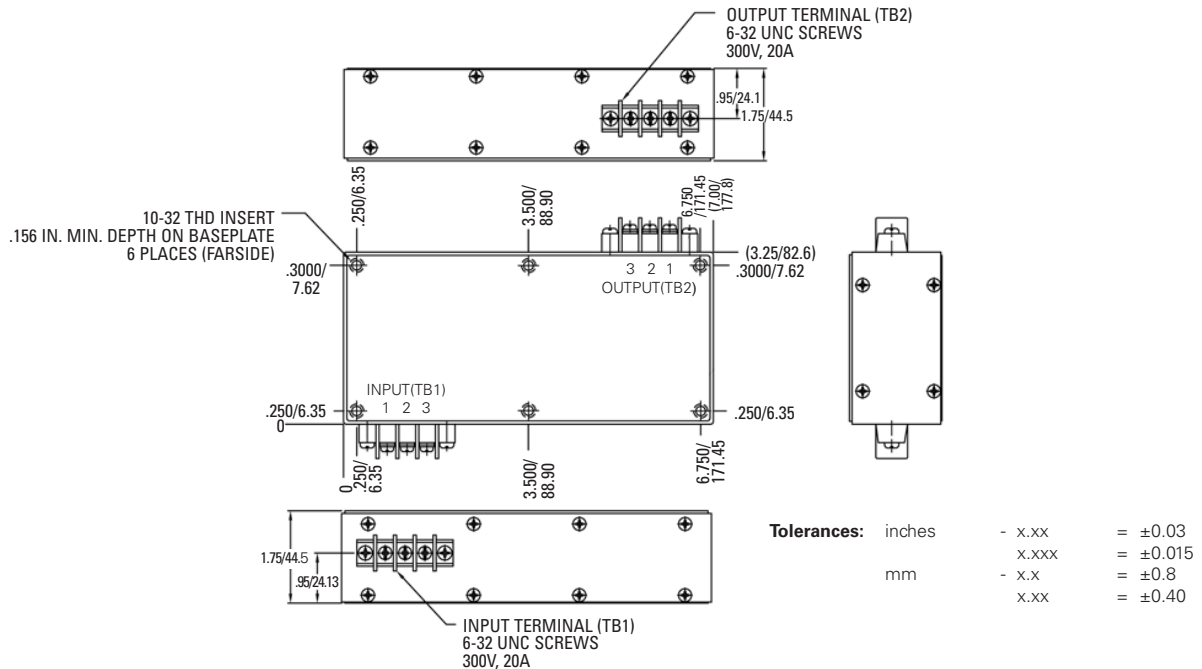 OUTPUT TERMINAL (TB2)
6-32 UNC SCREWS
300V, 20A
.95/24.1
1.75/44.5
.250/6.35
3.500/
88.90
6.750
/171.45
(7.00/
177.8)
10-32 THD INSERT
.156 IN. MIN. DEPTH ON BASEPLATE
6 PLACES (FARSIDE)
.3000/
7.62
(3.25/82.6)
.3000/7.62
3 2 1
OUTPUT(TB2)
INPUT(TB1)
1 2 3
.250/6.35
0
.250/6.35
0
.250/
6.35
3.500/
88.90
6.750/
171.45
1.75/44.5
.95/24.13
INPUT TERMINAL (TB1)
6-32 UNC SCREWS
300V, 20A
Tolerances: inches - x.xx = ±0.03
x.xxx = ±0.015
mm - x.x = ±0.8
x.xx = ±0.40